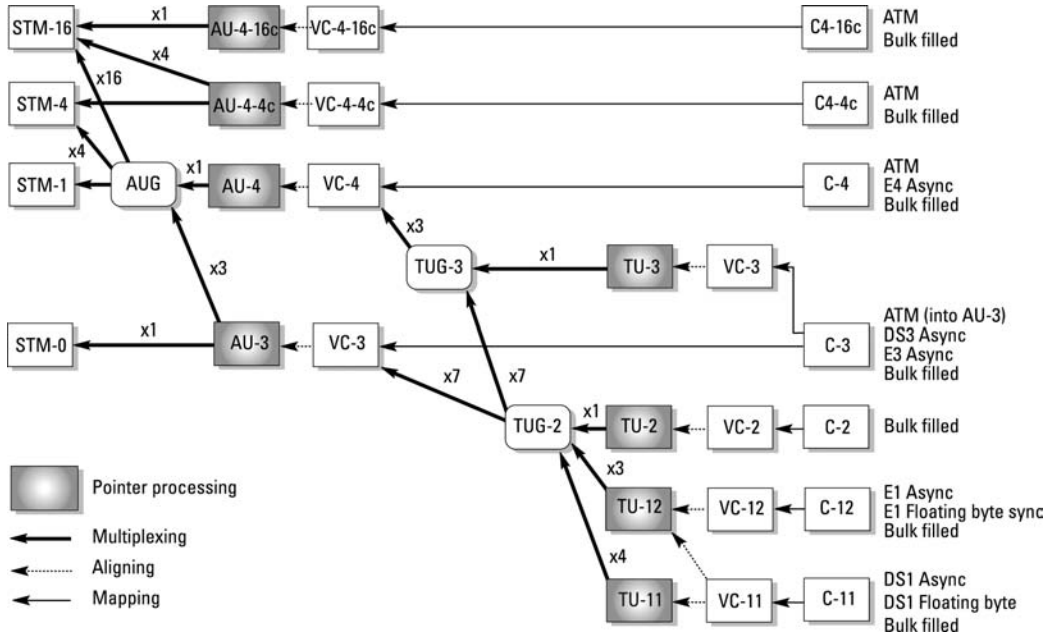 STM-16
x1
AU-4-16c
VC-4-16c
C4-16c
ATM
Bulk filled
x4
x16
STM-4
AU-4-4c
VC-4-4c
C4-4c
ATM
Bulk filled
x4
STM-1
AUG
x1
AU-4
VC-4
C-4
ATM
E4 Async
Bulk filled
x3
TUG-3
x1
TU-3
VC-3
x3
STM-0
x1
AU-3
VC-3
C-3
ATM (into AU-3)
DS3 Async
E3 Async
Bulk filled
x7
x7
TUG-2
x1
TU-2
VC-2
C-2
Bulk filled
x3
TU-12
VC-12
C-12
E1 Async
E1 Floating byte sync
Bulk filled
x4
TU-11
VC-11
C-11
DS1 Async
DS1 Floating byte
Bulk filled
Pointer processing
Multiplexing
Aligning
Mapping